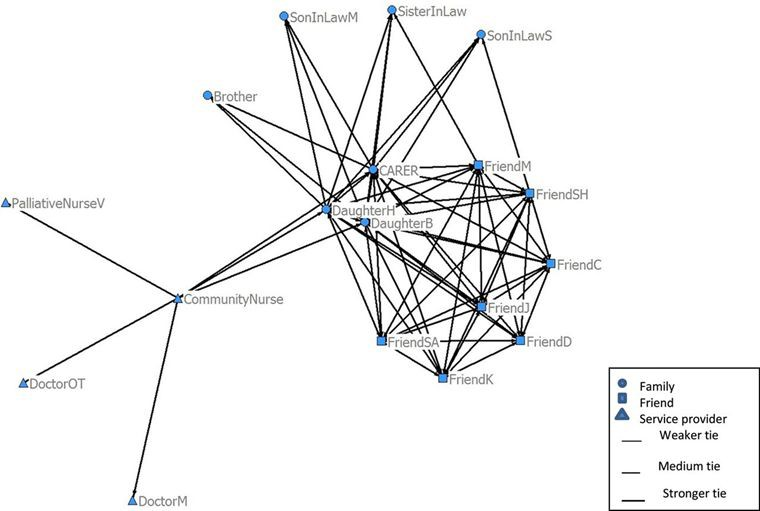 SisterInLaw
SonInLawM
SonInLawS
Brother
CARER
FriendM
FriendSH
PalliativeNurseV
DaughterH
DaughterB
FriendC
CommunityNurse
FriendJ
FriendSA
FriendD
FriendK
DoctorOT
DoctorM
Family
Friend
Service provider
Weaker tie
Medium tie
Stronger tie